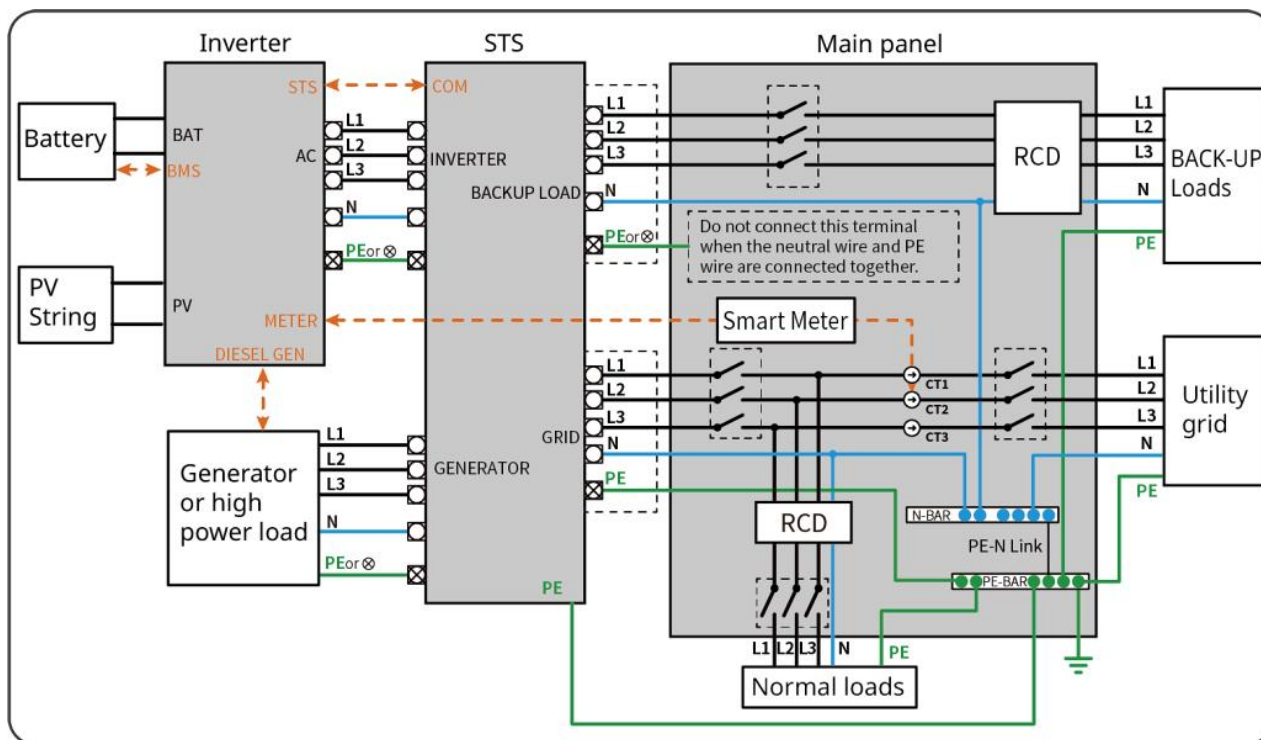 Inverter
STS
Main panel
Battery
BAT
BMS
STS
AC
L1
L2
L3
N
PE or ⊗
PV
String
PV
METER
DIESEL GEN
COM
INVERTER
BACKUP LOAD
GRID
GENERATOR
PE
Generator
or high
power load
L1
L2
L3
N
PE or ⊗
L1
L2
L3
N
PEor ⊗
Do not connect this terminal
when the neutral wire and PE
wire are connected together.
RCD
L1
L2
L3
N
PE
BACK-UP
Loads
Smart Meter
L1
L2
L3
N
PE
CT1
CT2
CT3
L1
L2
L3
N
PE
Utility
grid
RCD
N-BAR
PE-N Link
PE-BAR
L1 L2 L3 N PE
Normal loads